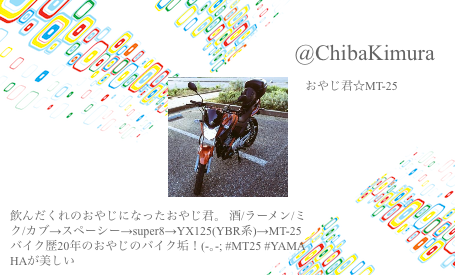 @ChibaKimura
おやじ君☆MT-25
飲んだくれのおやじになったおやじ君。 酒/ラーメン/ミ
ク/カブ→スペーシー→super8→YX125(YBR系)→MT-25
バイク歴20年のおやじのバイク垢！(-｡-; #MT25 #YAMA
HAが美しい